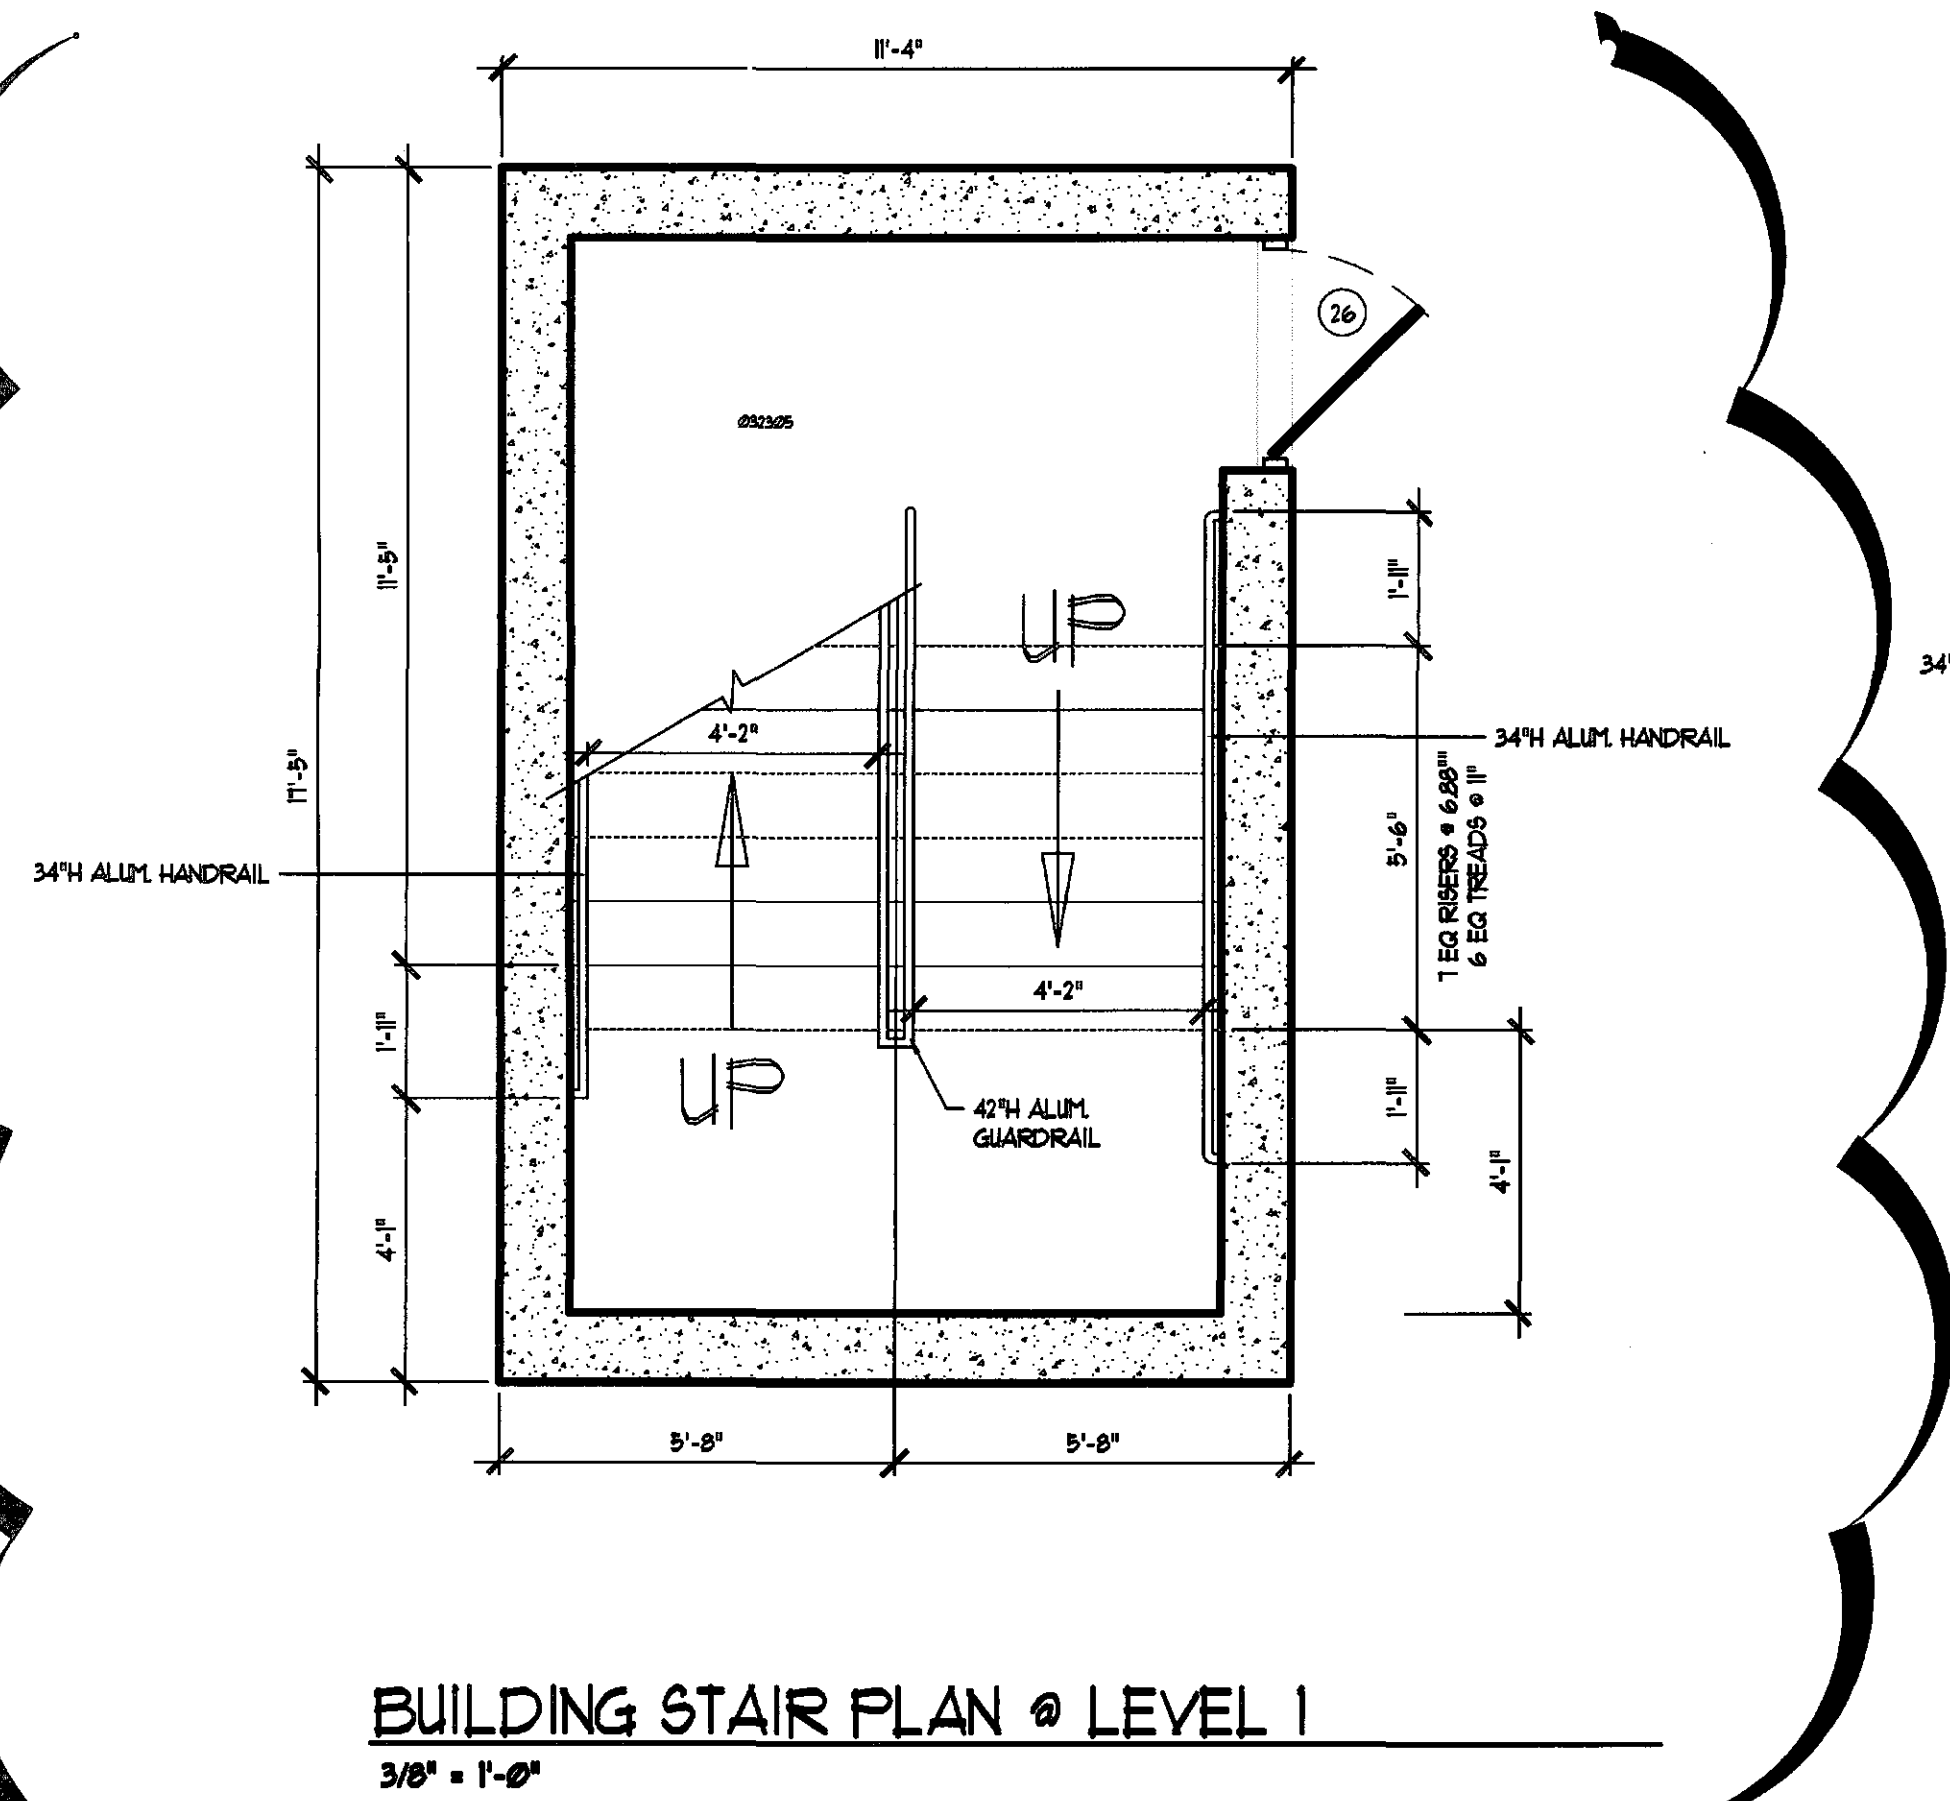 11'-4"
26
032305
11'-5"
1'-11"
34"
4'-2"
UP
17'-5"
34"H ALUM. HANDRAIL
7 EQ RISERS @ 6.88""
6 EQ TREADS @ 11"
5'-6"
34"H ALUM. HANDRAIL
4'-2"
1'-11"
UP
42"H ALUM.
GUARDRAIL
1'-11"
4'-1"
4'-1"
5'-8"
5'-8"
BUILDING STAIR PLAN @ LEVEL 1
3/8" = 1'-0"